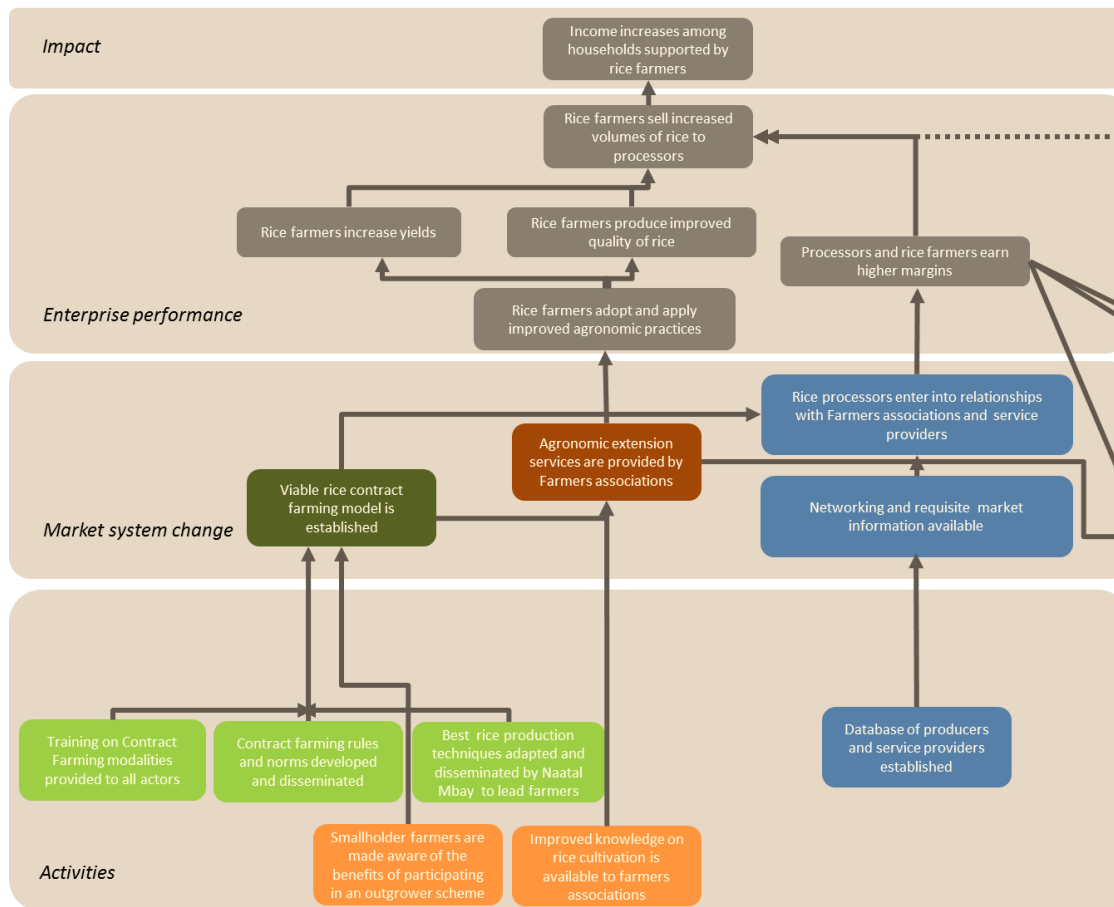 Impact
Income increases among
households supported by
rice farmers
Rice farmers sell increased
volumes of rice to
processors
Rice farmers increase yields
Rice farmers produce improved
quality of rice
Processors and rice farmers earn
higher margins
Enterprise performance
Rice farmers adopt and apply
improved agronomic practices
Rice processors enter into relationships
with Farmers associations and service
providers
Agronomic extension
services are provided by
Farmers associations
Viable rice contract
farming model is
established
Networking and requisite market
information available
Market system change
Training on Contract
Farming modalities
provided to all actors
Contract farming rules
and norms developed
and disseminated
Best rice production
techniques adapted and
disseminated by Naatal
Mbay to lead farmers
Database of producers
and service providers
established
Smallholder farmers are
made aware of the
benefits of participating
in an outgrower scheme
Improved knowledge on
rice cultivation is
available to farmers
associations
Activities